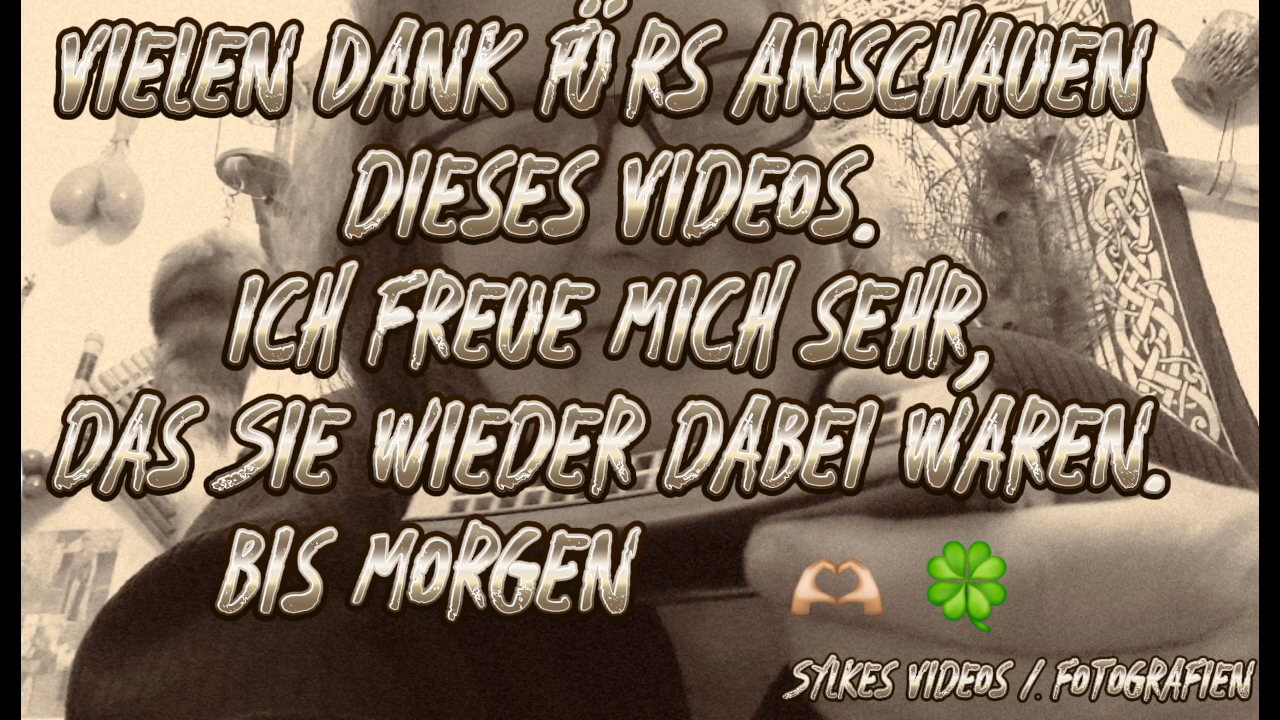 VIELEN DANK FÜRS ANSCHAUEN
DIESES VIDEOS.
ICH FREUE MICH SEHR,
DAS SIE WIEDER DABEI WAREN.
BIS MORGEN 🫶🏼 🍀
SYLKES VIDEOS /. FOTOGRAFIEN